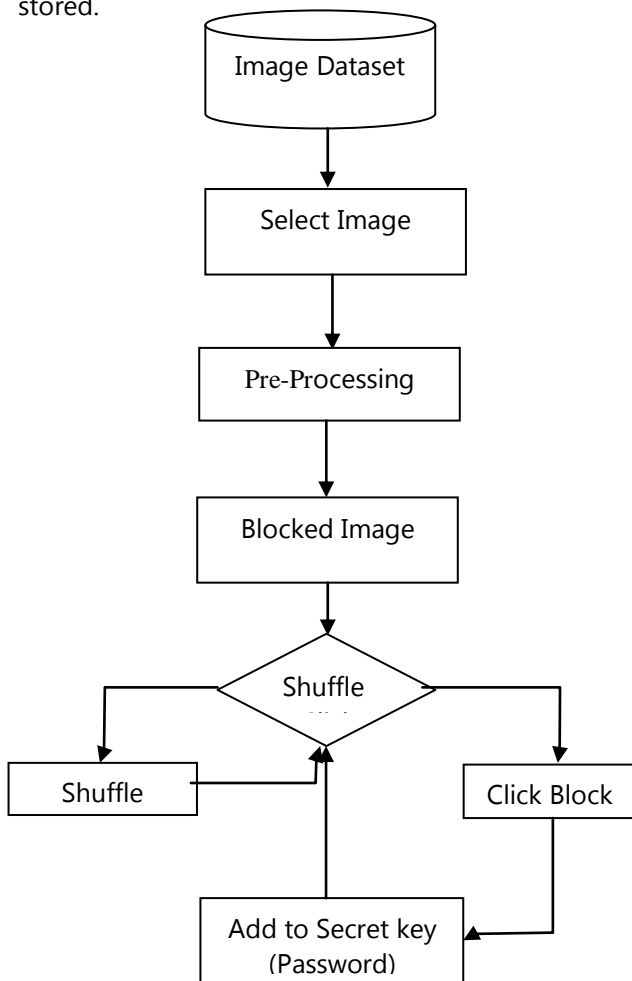 stored.
Image Dataset
Select Image
Pre-Processing
Blocked Image
Shuffle
Shuffle
Click Block
Add to Secret key
(Password)